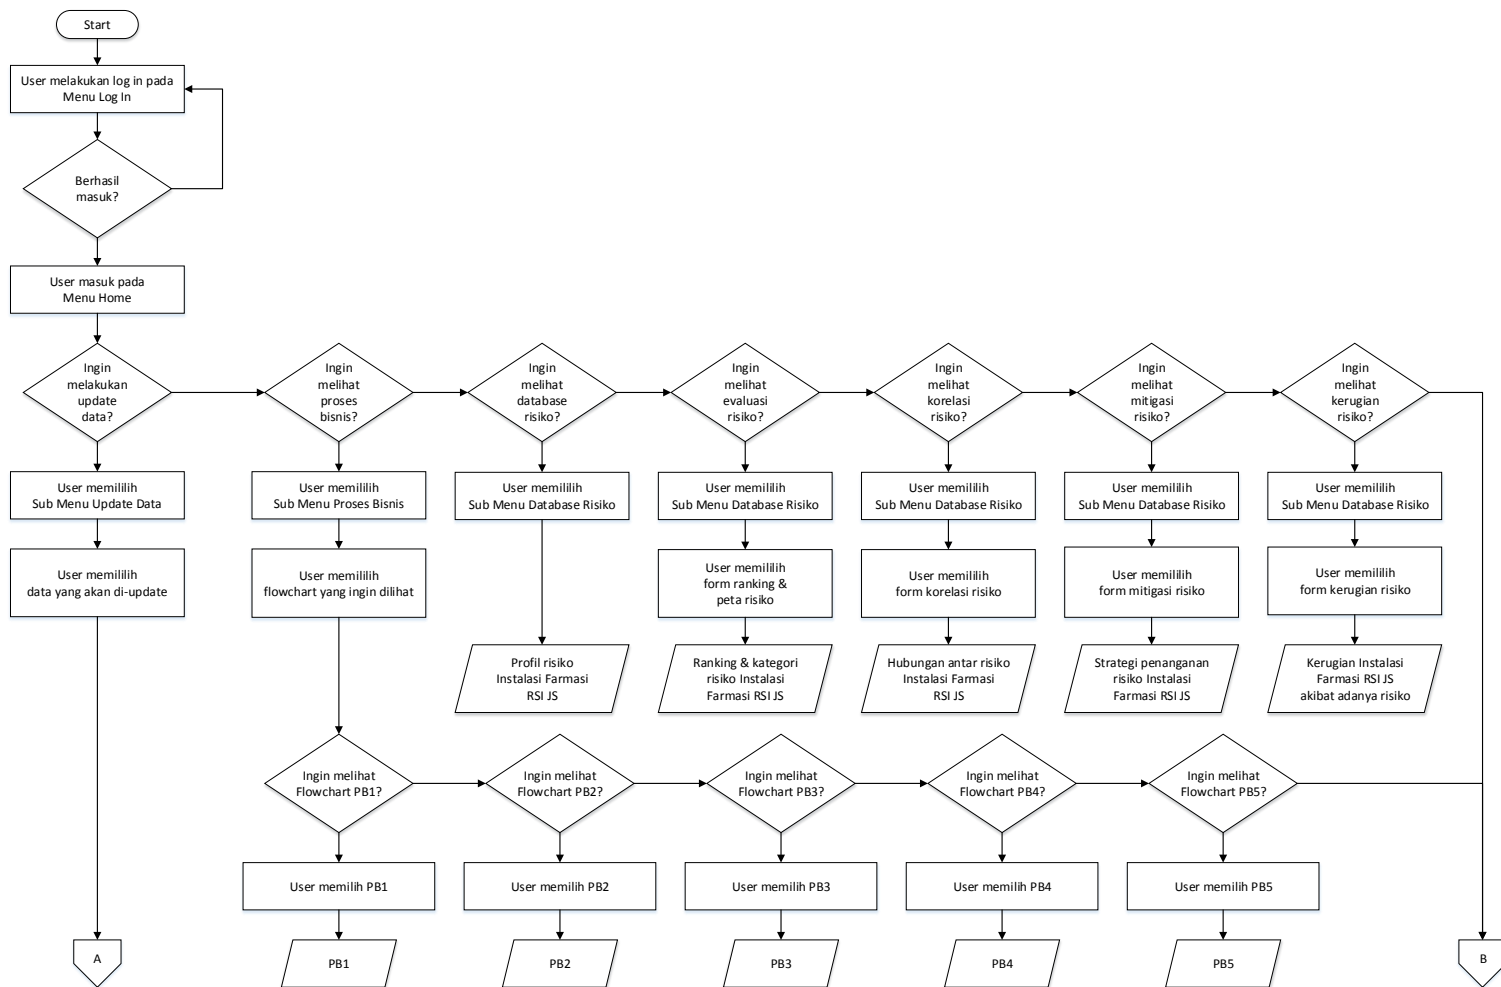 Start
User melakukan log in pada
Menu Log In
Berhasil
masuk?
User masuk pada
Menu Home
Ingin
melakukan
update
data?
Ingin
melihat
proses
bisnis?
Ingin
melihat
database
risiko?
Ingin
melihat
evaluasi
risiko?
Ingin
melihat
korelasi
risiko?
Ingin
melihat
mitigasi
risiko?
Ingin
melihat
kerugian
risiko?
User memililih
Sub Menu Update Data
User memililih
Sub Menu Proses Bisnis
User memililih
Sub Menu Database Risiko
User memililih
Sub Menu Database Risiko
User memililih
Sub Menu Database Risiko
User memililih
Sub Menu Database Risiko
User memililih
Sub Menu Database Risiko
User memililih
data yang akan di-update
User memililih
flowchart yang ingin dilihat
User memililih
form ranking &
peta risiko
User memililih
form korelasi risiko
User memililih
form mitigasi risiko
User memililih
form kerugian risiko
Profil risiko
Instalasi Farmasi
RSI JS
Ranking & kategori
risiko Instalasi
Farmasi RSI JS
Hubungan antar risiko
Instalasi Farmasi
RSI JS
Strategi penanganan
risiko Instalasi
Farmasi RSI JS
Kerugian Instalasi
Farmasi RSI JS
akibat adanya risiko
Ingin melihat
Flowchart PB1?
Ingin melihat
Flowchart PB2?
Ingin melihat
Flowchart PB3?
Ingin melihat
Flowchart PB4?
Ingin melihat
Flowchart PB5?
User memilih PB1
User memilih PB2
User memilih PB3
User memilih PB4
User memilih PB5
A
PB1
PB2
PB3
PB4
PB5
B